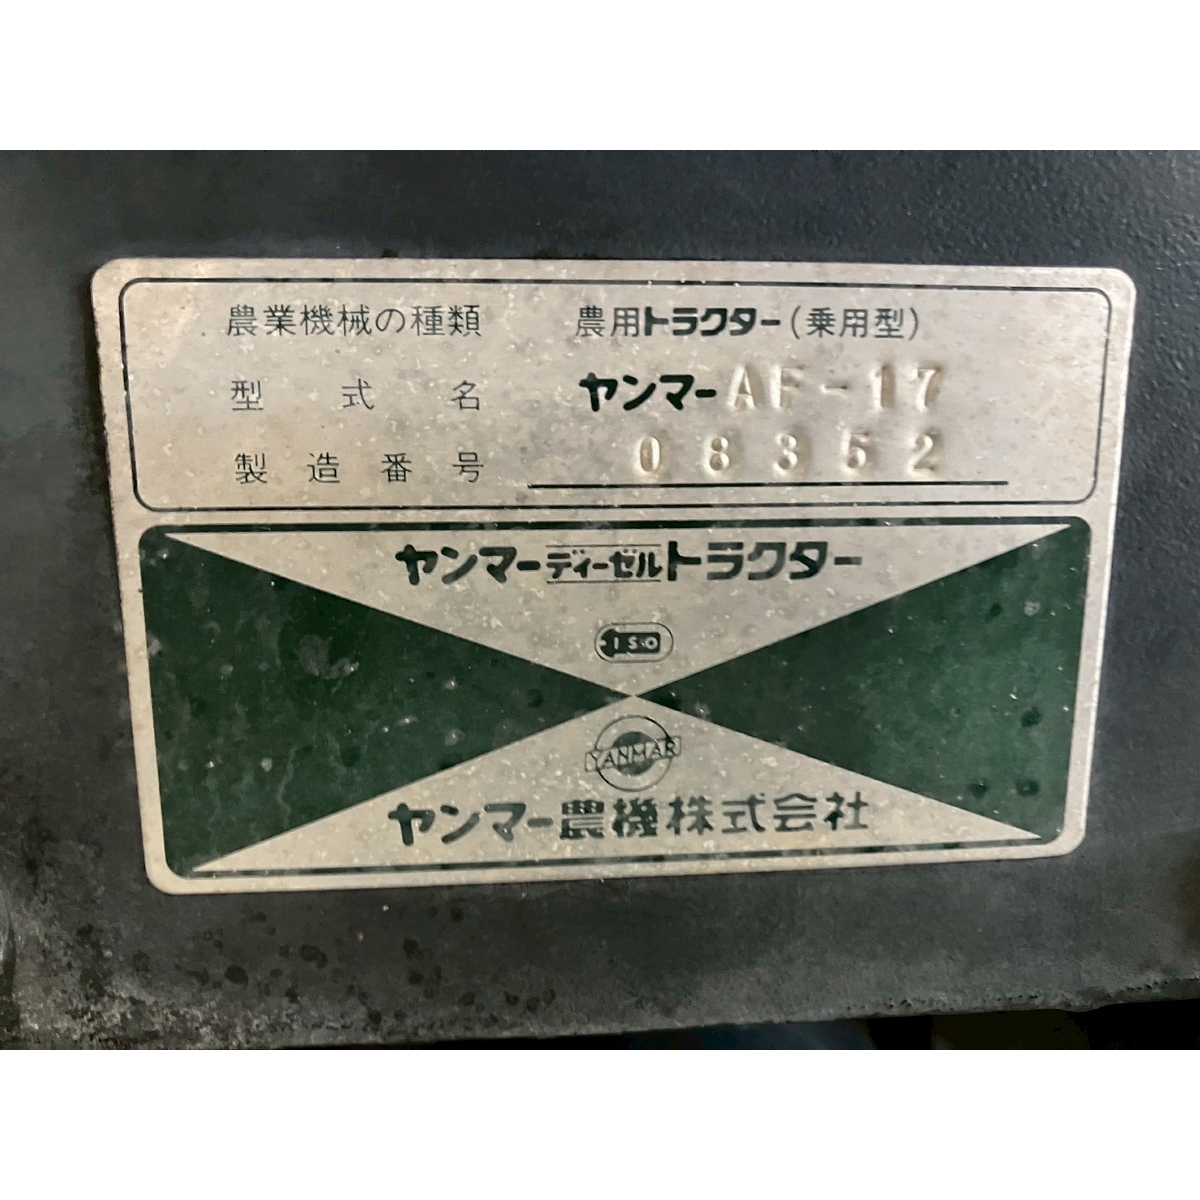 農業機械の種類 農用トラクター(乗用型)
型式名 ヤンマー AF-17
製造番号 08352
ヤンマーディーゼルトラクター
ISO
YANMAR
ヤンマー農機株式会社